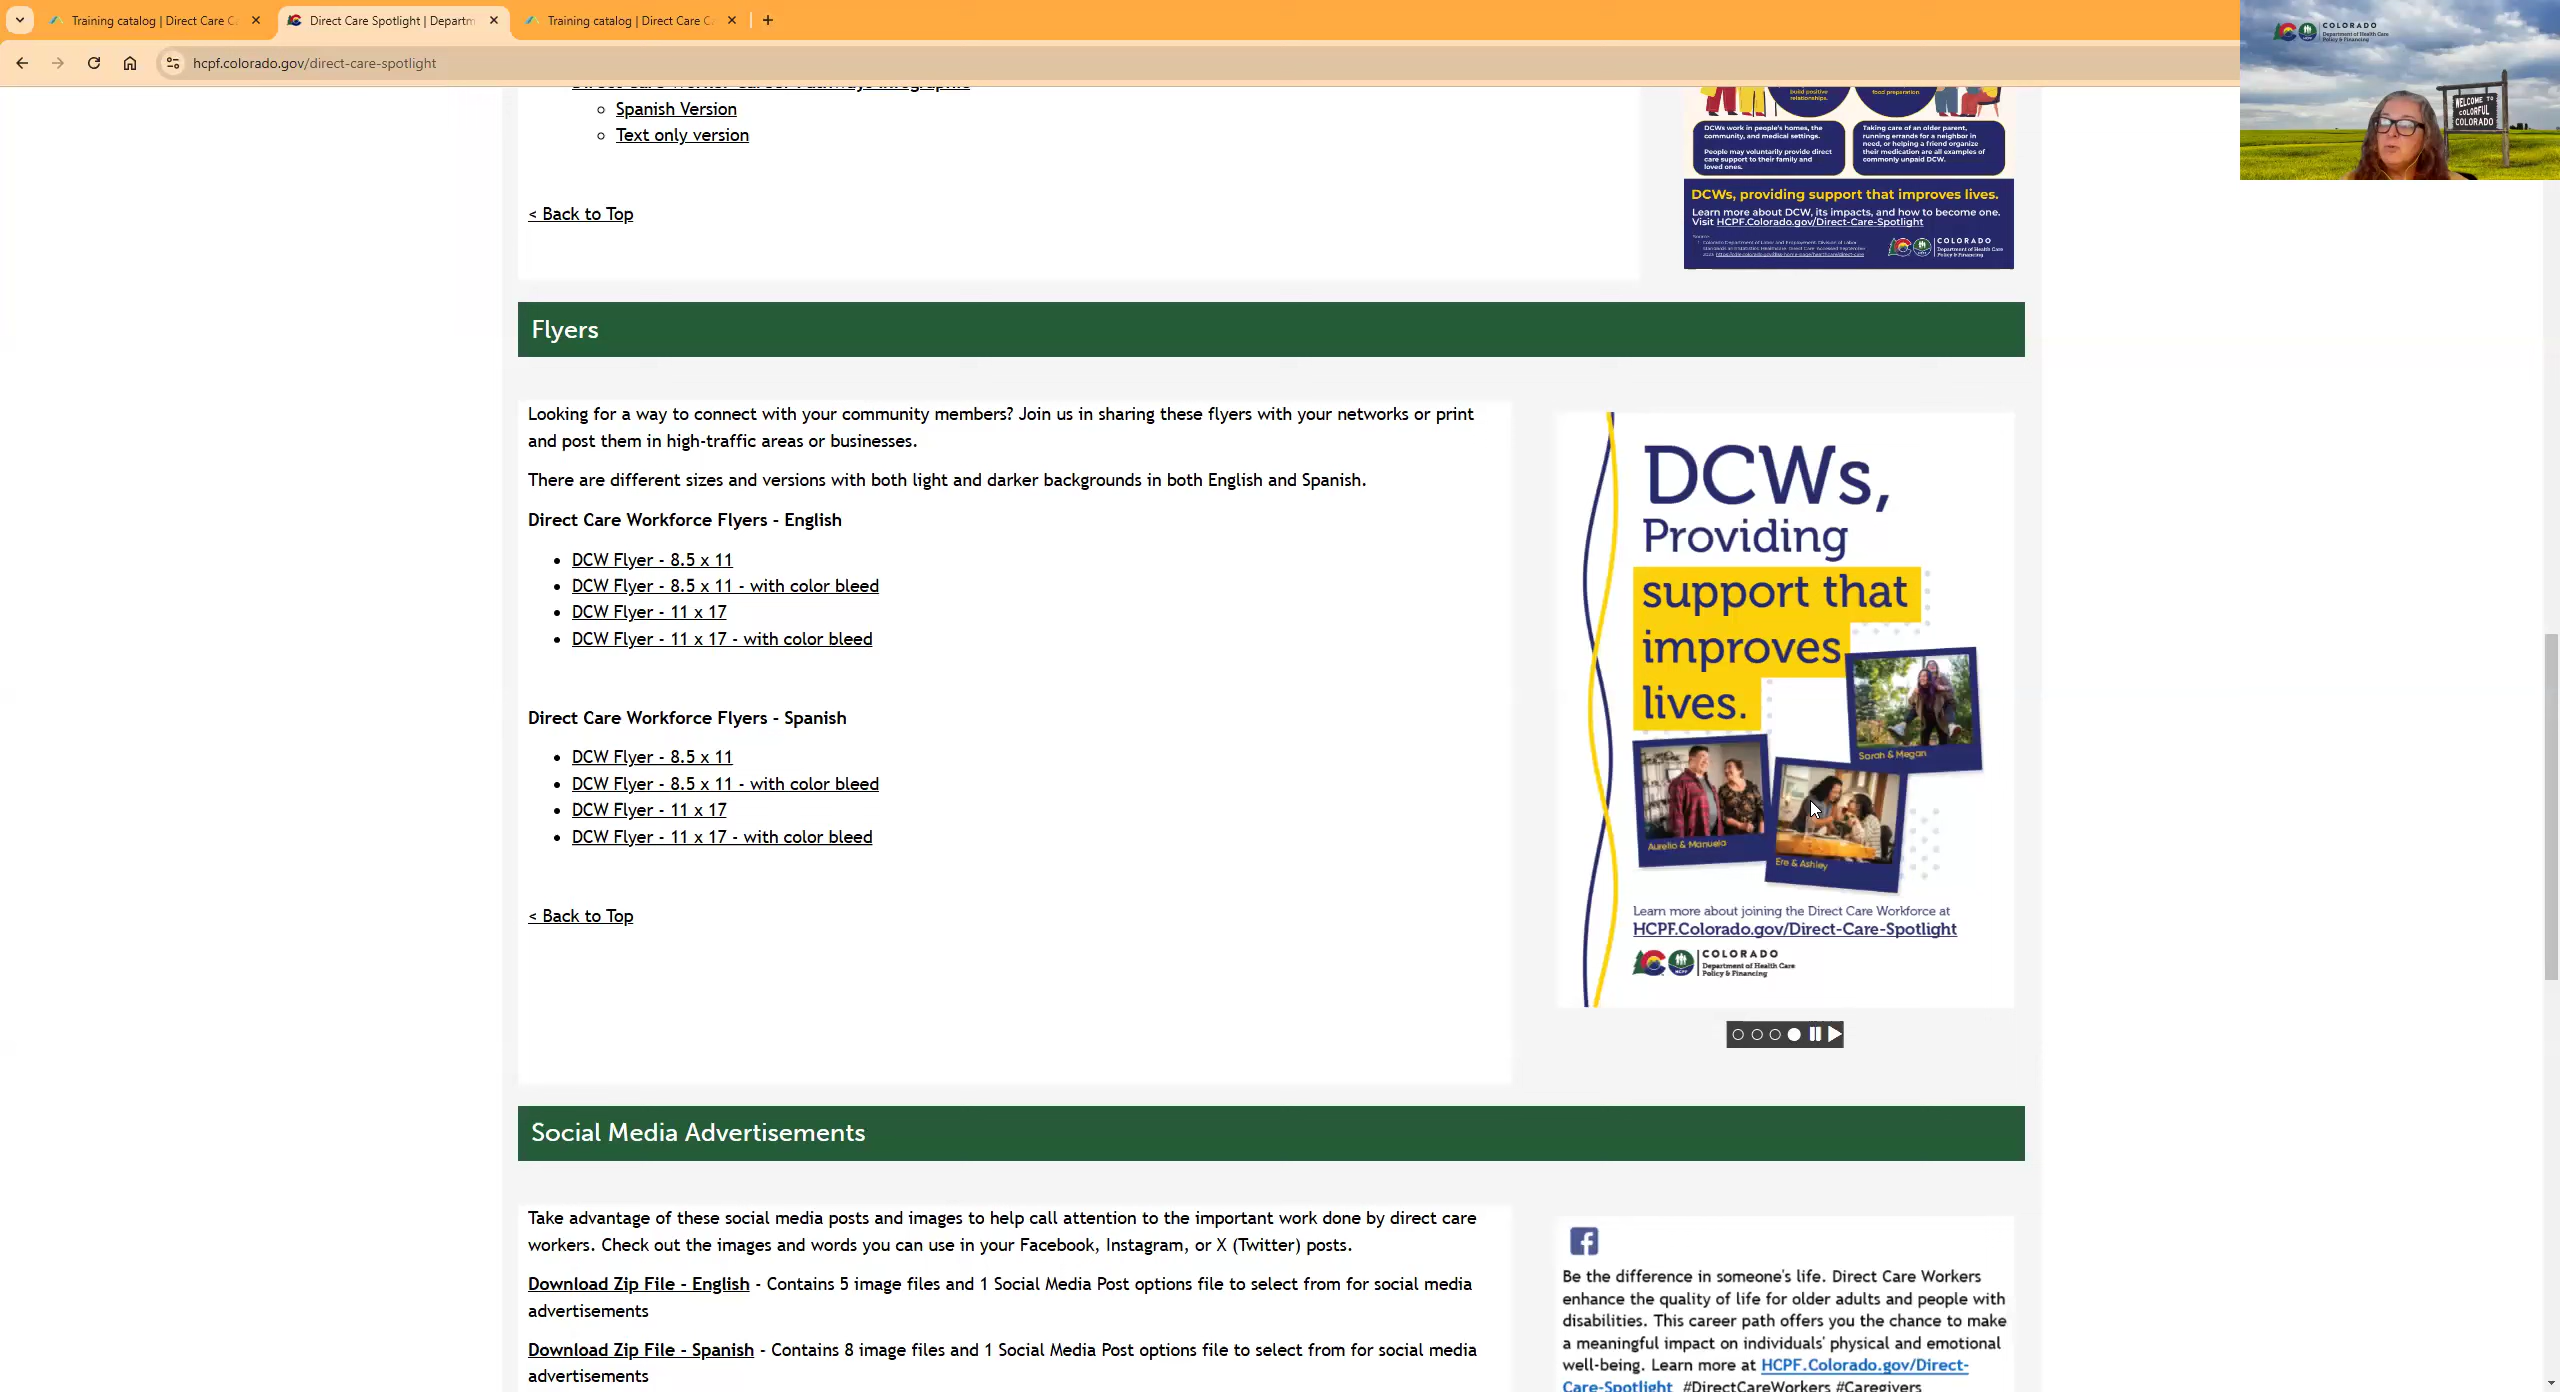 Training catalog | Direct Care C
Direct Care Spotlight | Departm
Training catalog | Direct Care C
hcpf.colorado.gov/direct-care-spotlight
COLORADO
Department of Health Care
Policy & Financing
WELCOME TO
COLORFUL
COLORADO
Direct Care Worker Career Pathways Infographic
Spanish Version
Text only version
< Back to Top
build positive
relationships.
food preparation.
DCWs work in people's homes, the
community, and medical settings.
People may voluntarily provide direct
care support to their family and
loved ones.
Taking care of an older parent,
running errands for a neighbor in
need, or helping a friend organize
their medication are all examples of
commonly unpaid DCW.
DCWs, providing support that improves lives.
Learn more about DCW, its impacts, and how to become one.
Visit HCPF.Colorado.gov/Direct-Care-Spotlight
COLORADO
Department of Health Care
Policy & Financing
Flyers
Looking for a way to connect with your community members? Join us in sharing these flyers with your networks or print
and post them in high-traffic areas or businesses.
There are different sizes and versions with both light and darker backgrounds in both English and Spanish.
Direct Care Workforce Flyers - English
DCW Flyer - 8.5 x 11
DCW Flyer - 8.5 x 11 - with color bleed
DCW Flyer - 11 x 17
DCW Flyer - 11 x 17 - with color bleed
Direct Care Workforce Flyers - Spanish
DCW Flyer - 8.5 x 11
DCW Flyer - 8.5 x 11 - with color bleed
DCW Flyer - 11 x 17
DCW Flyer - 11 x 17 - with color bleed
< Back to Top
DCWs,
Providing
support that
improves
lives.
Sarah & Megan
Aurelio & Manuela
Ere & Ashley
Learn more about joining the Direct Care Workforce at
HCPF.Colorado.gov/Direct-Care-Spotlight
HCPF
COLORADO
Department of Health Care
Policy & Financing
Social Media Advertisements
Take advantage of these social media posts and images to help call attention to the important work done by direct care
workers. Check out the images and words you can use in your Facebook, Instagram, or X (Twitter) posts.
Download Zip File - English - Contains 5 image files and 1 Social Media Post options file to select from for social media
advertisements
Download Zip File - Spanish - Contains 8 image files and 1 Social Media Post options file to select from for social media
advertisements
Be the difference in someone's life. Direct Care Workers
enhance the quality of life for older adults and people with
disabilities. This career path offers you the chance to make
a meaningful impact on individuals' physical and emotional
well-being. Learn more at HCPF.Colorado.gov/Direct-
Care-Spotlight #DirectCareWorkers #Caregivers